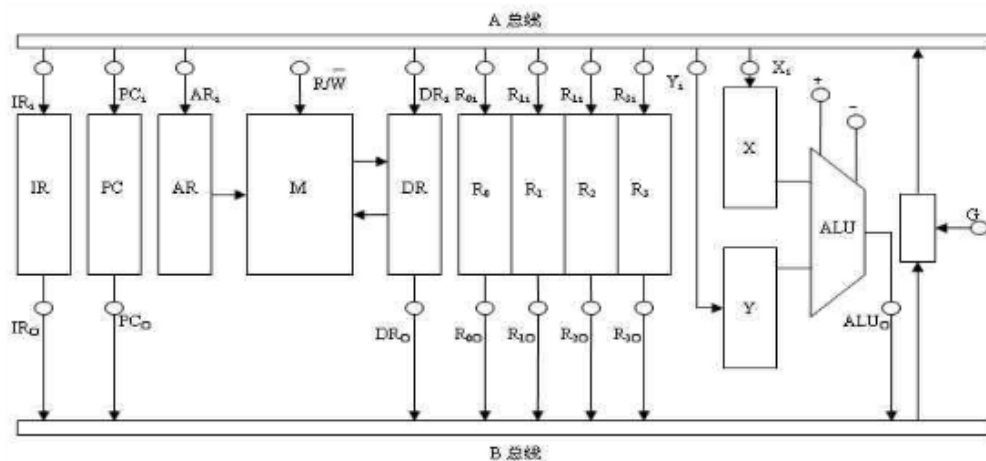 A 总线
IRi PCi ARi R/W̅ DRi R0i R1i R1i R3i Yi Xi + −
IR PC AR M DR R0 R1 R2 R3 X Y ALU G
IRO PCO DRO R0O R1O R2O R3O ALUO
B 总线